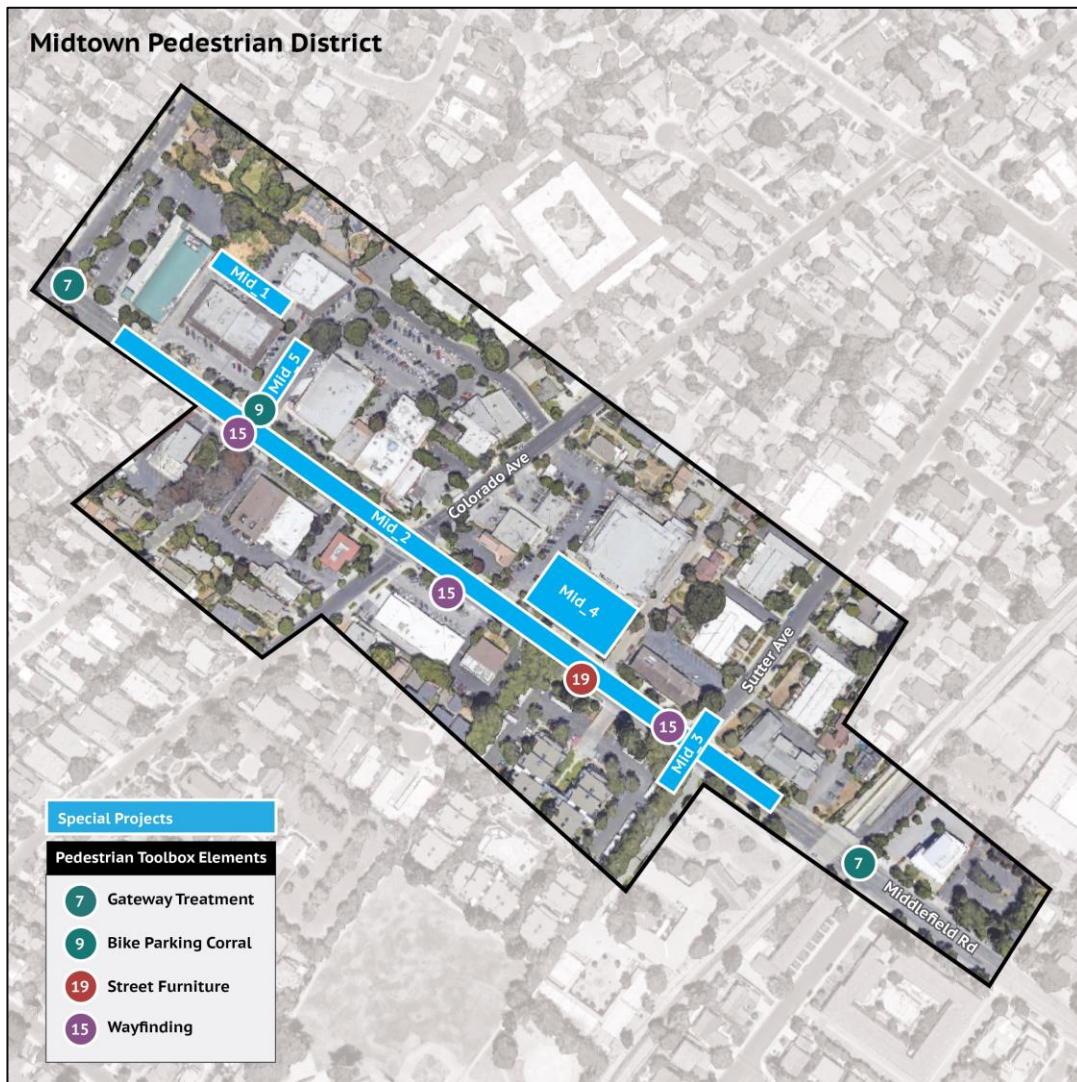 Midtown Pedestrian District
7
Mid_1
Mid_5
9
15
Colorado Ave
Mid_2
15
Mid_4
Sutter Ave
19
15
Mid_3
7
Middlefield Rd
Special Projects
Pedestrian Toolbox Elements
7 Gateway Treatment
9 Bike Parking Corral
19 Street Furniture
15 Wayfinding